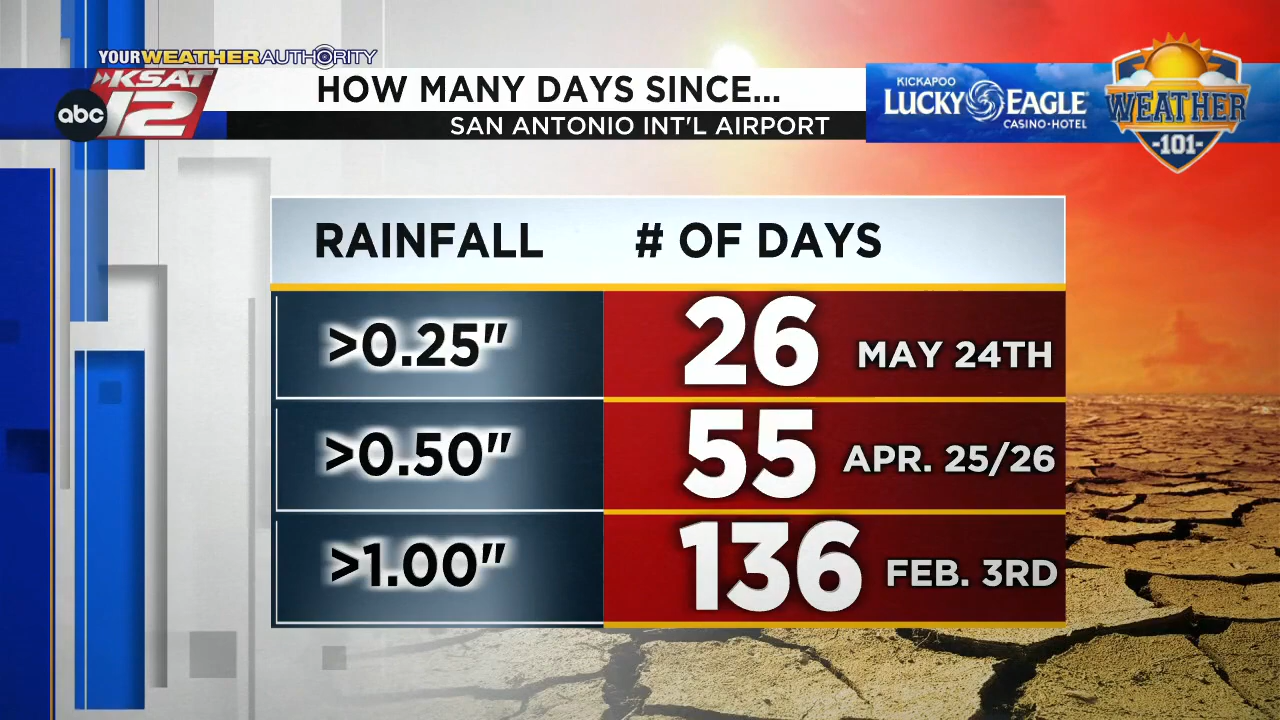 YOUR WEATHER AUTHORITY
KSAT
abc 12
HOW MANY DAYS SINCE...
SAN ANTONIO INT'L AIRPORT
KICKAPOO
LUCKY EAGLE
CASINO•HOTEL
WEATHER
-101-
RAINFALL # OF DAYS
>0.25" 26 MAY 24TH
>0.50" 55 APR. 25/26
>1.00" 136 FEB. 3RD